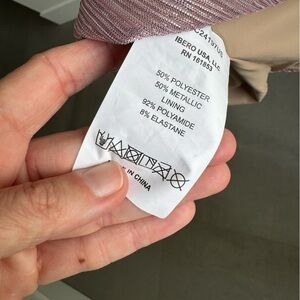 IBERO USA, LLC
RN 161853
50% POLYESTER
50% METALLIC
LINING
92% POLYAMIDE
8% ELASTANE
IN CHINA